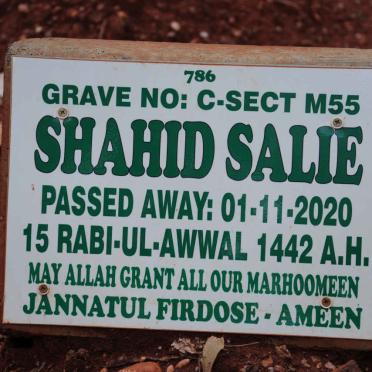 786
GRAVE NO: C-SECT M55
SHAHID SALIE
PASSED AWAY: 01-11-2020
15 RABI-UL-AWWAL 1442 A.H.
MAY ALLAH GRANT ALL OUR MARHOOMEEN
JANNATUL FIRDOSE - AMEEN